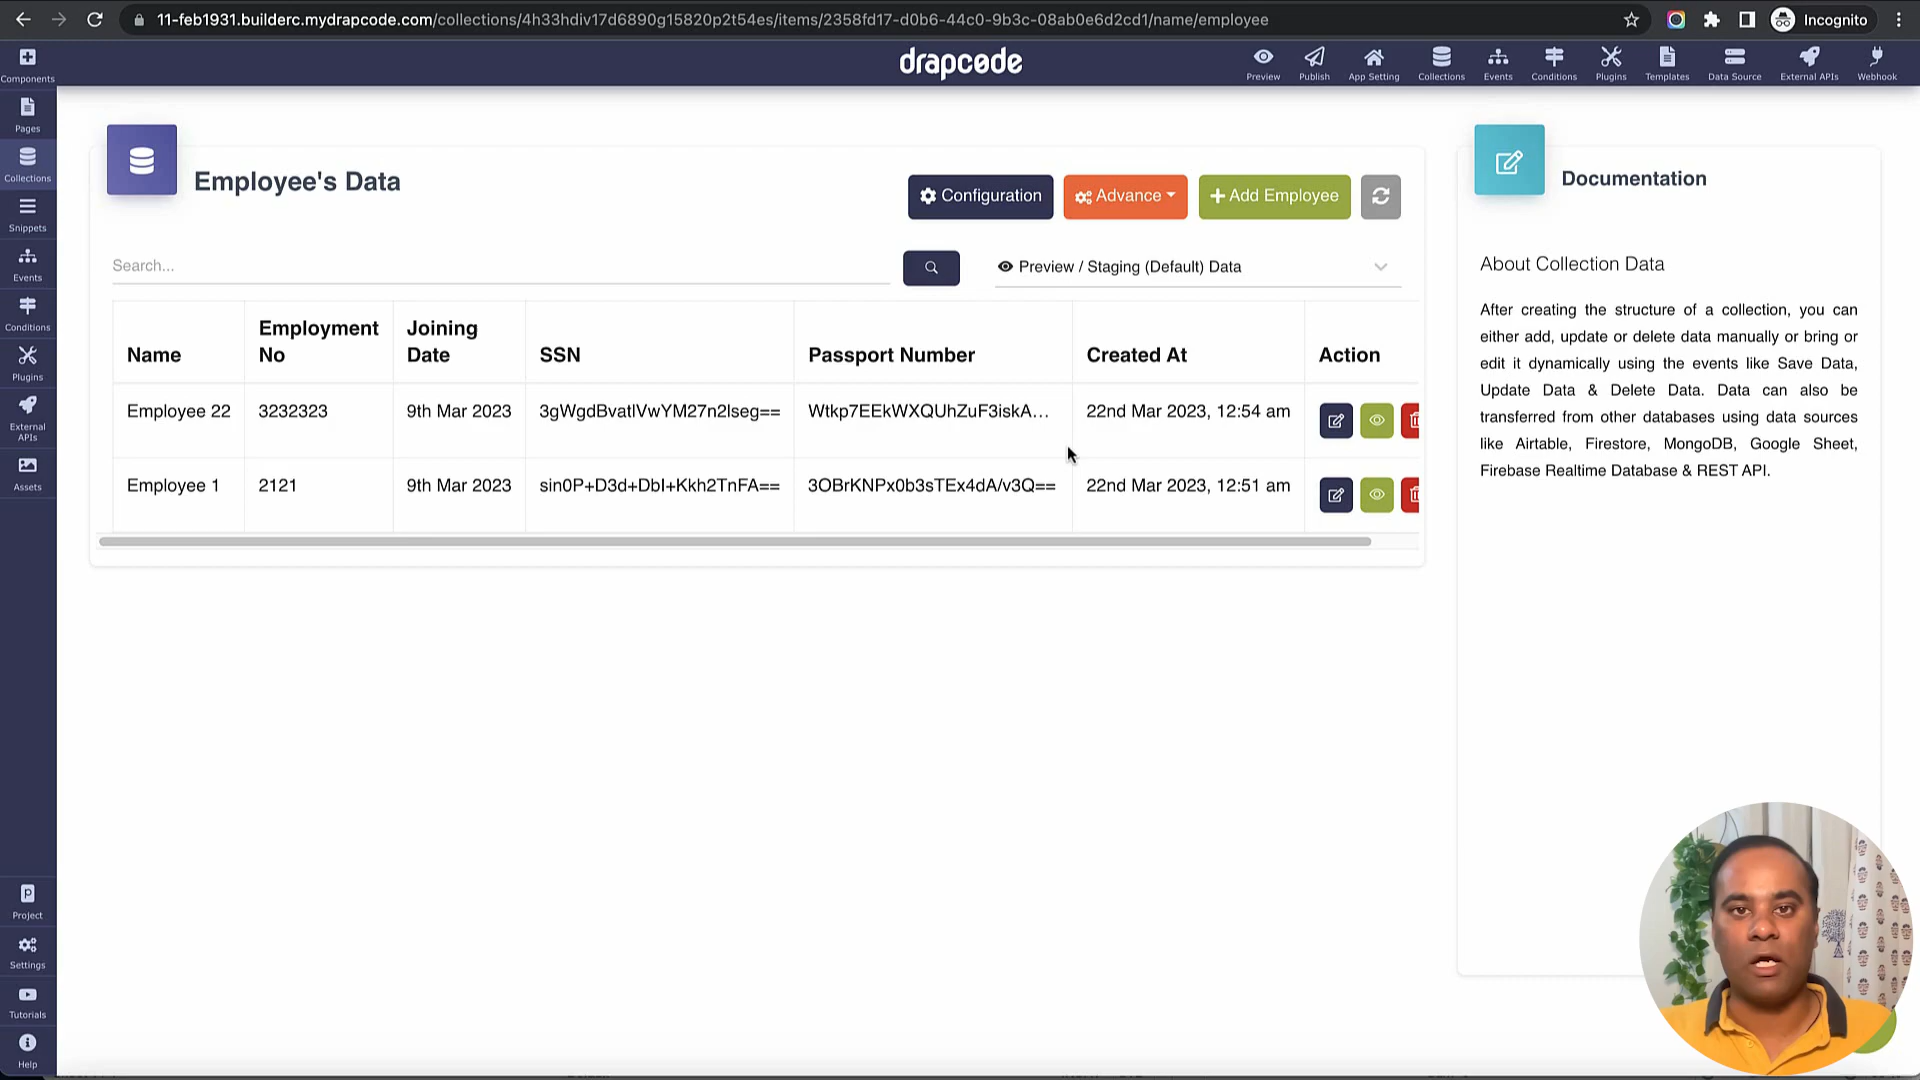 11-feb1931.builderc.mydrapcode.com/collections/4h33hdiv17d6890g15820p2t54es/items/2358fd17-d0b6-44c0-9b3c-08ab0e6d2cd1/name/employee
Incognito
Components
drapcode
Preview
Publish
App Setting
Collections
Events
Conditions
Plugins
Templates
Data Source
External APIs
Webhook
Pages
Collections
Snippets
Events
Conditions
Plugins
External
APIs
Assets
Project
Settings
Tutorials
Help
Employee's Data
Configuration
Advance
Add Employee
Search...
Preview / Staging (Default) Data
Name Employment No Joining Date SSN Passport Number Created At Action
Employee 22 3232323 9th Mar 2023 3gWgdBvatlVwYM27n2lseg== Wtkp7EEkWXQUhZuF3iskA... 22nd Mar 2023, 12:54 am
Employee 1 2121 9th Mar 2023 sin0P+D3d+DbI+Kkh2TnFA== 3OBrKNPx0b3sTEx4dA/v3Q== 22nd Mar 2023, 12:51 am
Documentation
About Collection Data
After creating the structure of a collection, you can
either add, update or delete data manually or bring or
edit it dynamically using the events like Save Data,
Update Data & Delete Data. Data can also be
transferred from other databases using data sources
like Airtable, Firestore, MongoDB, Google Sheet,
Firebase Realtime Database & REST API.